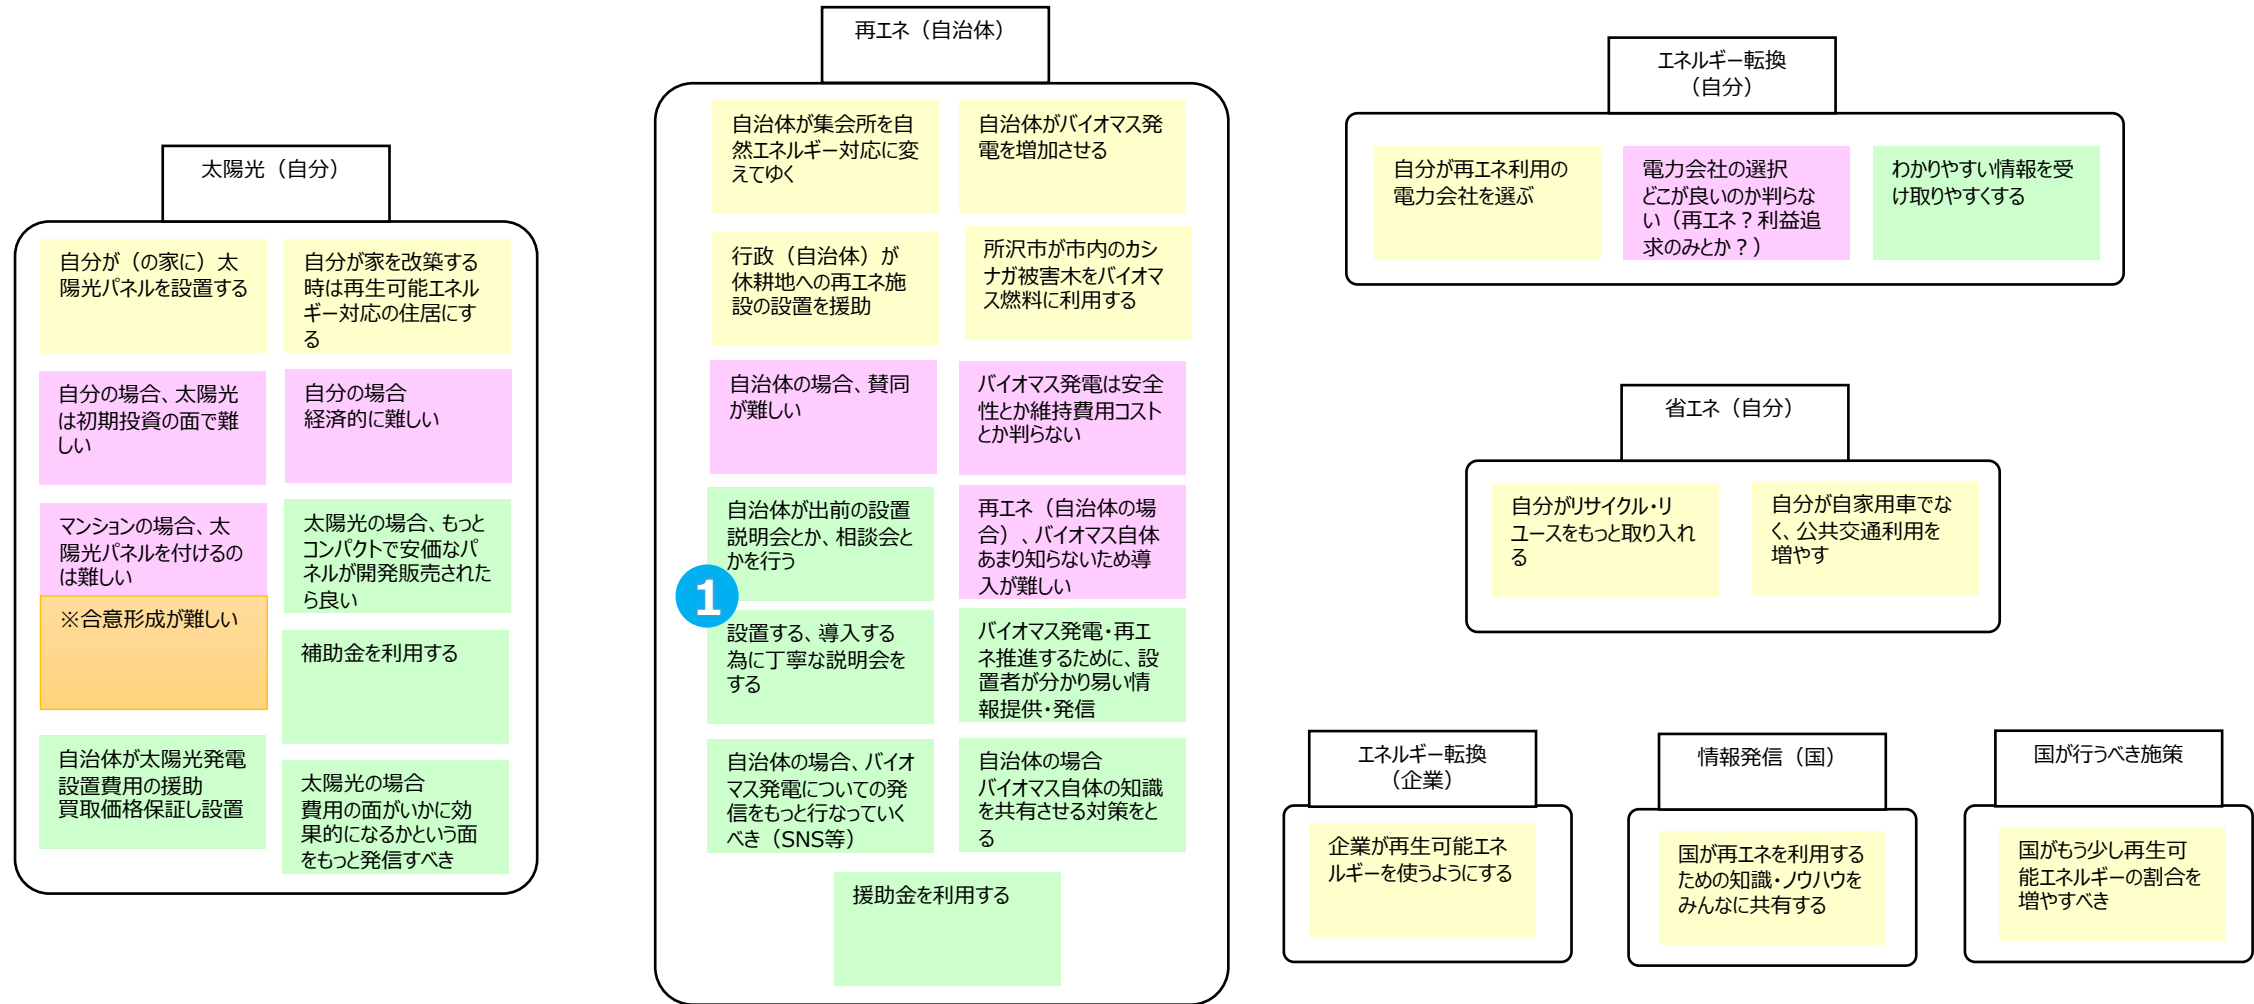 太陽光（自分）
自分が（の家に）太
陽光パネルを設置する
自分が家を改築する
時は再生可能エネル
ギー対応の住居にす
る
自分の場合、太陽光
は初期投資の面で難
しい
自分の場合
経済的に難しい
マンションの場合、太
陽光パネルを付けるの
は難しい
※合意形成が難しい
太陽光の場合、もっと
コンパクトで安価なパ
ネルが開発販売された
ら良い
補助金を利用する
自治体が太陽光発電
設置費用の援助
買取価格保証し設置
太陽光の場合
費用の面がいかに効
果的になるかという面
をもっと発信すべき
再エネ（自治体）
自治体が集会所を自
然エネルギー対応に変
えてゆく
自治体がバイオマス発
電を増加させる
行政（自治体）が
休耕地への再エネ施
設の設置を援助
所沢市が市内のカシ
ナガ被害木をバイオマ
ス燃料に利用する
自治体の場合、賛同
が難しい
バイオマス発電は安全
性とか維持費用コスト
とか判らない
自治体が出前の設置
説明会とか、相談会と
かを行う
再エネ（自治体の場
合）、バイオマス自体
あまり知らないため導
入が難しい
1
設置する、導入する
為に丁寧な説明会を
する
バイオマス発電・再エ
ネ推進するために、設
置者が分かり易い情
報提供・発信
自治体の場合、バイオ
マス発電についての発
信をもっと行なっていく
べき（SNS等）
自治体の場合
バイオマス自体の知識
を共有させる対策をと
る
援助金を利用する
エネルギー転換
（自分）
自分が再エネ利用の
電力会社を選ぶ
電力会社の選択
どこが良いのか判らな
い（再エネ？利益追
求のみとか？）
わかりやすい情報を受
け取りやすくする
省エネ（自分）
自分がリサイクル・リ
ユースをもっと取り入れ
る
自分が自家用車でな
く、公共交通利用を
増やす
エネルギー転換
（企業）
企業が再生可能エネ
ルギーを使うようにする
情報発信（国）
国が再エネを利用する
ための知識・ノウハウを
みんなに共有する
国が行うべき施策
国がもう少し再生可
能エネルギーの割合を
増やすべき